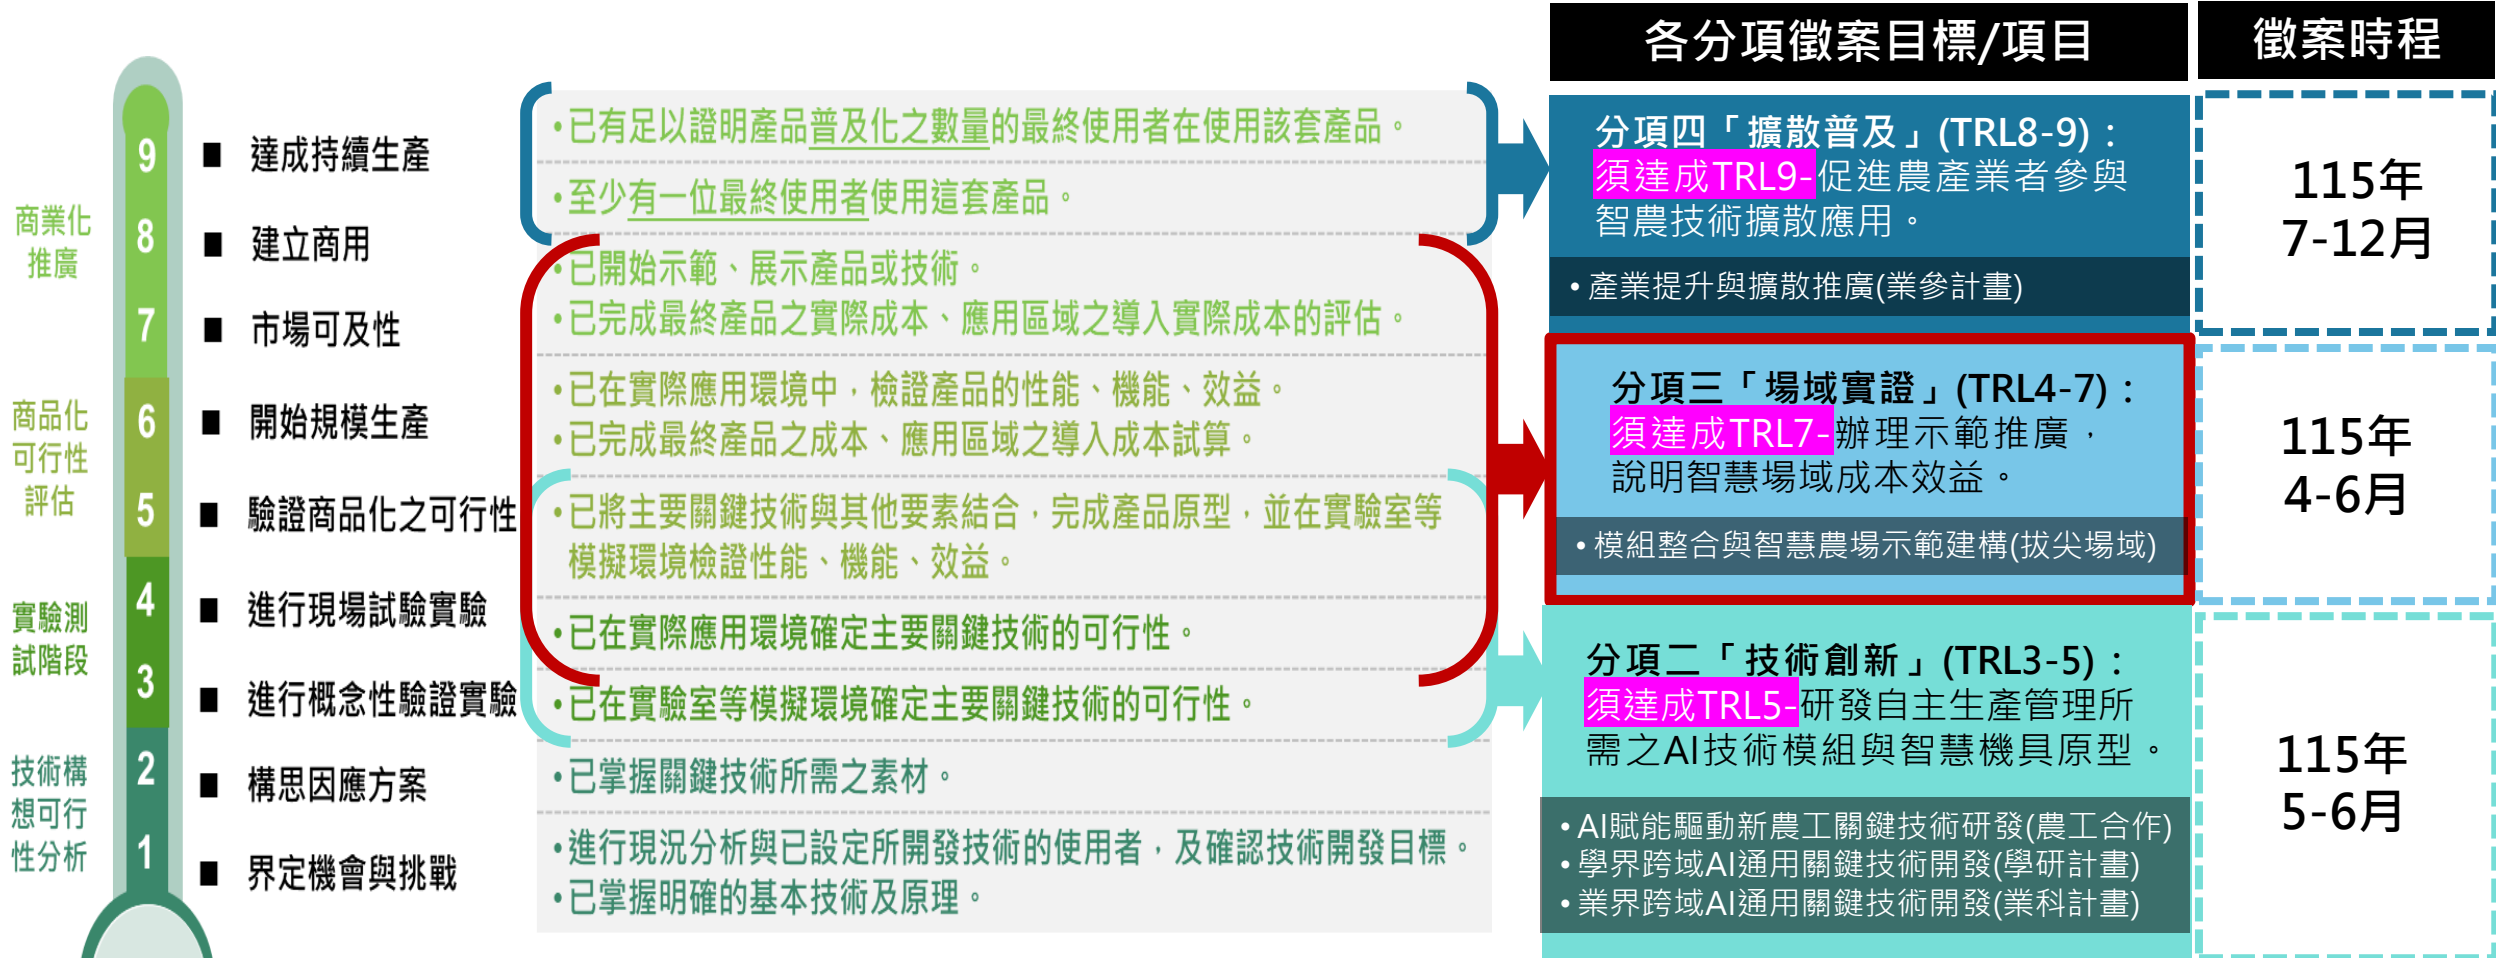 各分項徵案目標/項目
徵案時程
商業化
推廣
商品化
可行性
評估
實驗測
試階段
技術構
想可行
性分析
9
■ 達成持續生產
8
■ 建立商用
7
■ 市場可及性
6
■ 開始規模生產
5
■ 驗證商品化之可行性
4
■ 進行現場試驗實驗
3
■ 進行概念性驗證實驗
2
■ 構思因應方案
1
■ 界定機會與挑戰
•已有足以證明產品普及化之數量的最終使用者在使用該套產品。
•至少有一位最終使用者使用這套產品。
•已開始示範、展示產品或技術。
•已完成最終產品之實際成本、應用區域之導入實際成本的評估。
•已在實際應用環境中，檢證產品的性能、機能、效益。
•已完成最終產品之成本、應用區域之導入成本試算。
•已將主要關鍵技術與其他要素結合，完成產品原型，並在實驗室等
模擬環境檢證性能、機能、效益。
•已在實際應用環境確定主要關鍵技術的可行性。
•已在實驗室等模擬環境確定主要關鍵技術的可行性。
•已掌握關鍵技術所需之素材。
•進行現況分析與已設定所開發技術的使用者，及確認技術開發目標。
•已掌握明確的基本技術及原理。
分項四「擴散普及」(TRL8-9)：
須達成TRL9-促進農產業者參與
智農技術擴散應用。
•產業提升與擴散推廣(業參計畫)
115年
7-12月
分項三「場域實證」(TRL4-7)：
須達成TRL7-辦理示範推廣，
說明智慧場域成本效益。
•模組整合與智慧農場示範建構(拔尖場域)
115年
4-6月
分項二「技術創新」(TRL3-5)：
須達成TRL5-研發自主生產管理所
需之AI技術模組與智慧機具原型。
•AI賦能驅動新農工關鍵技術研發(農工合作)
•學界跨域AI通用關鍵技術開發(學研計畫)
•業界跨域AI通用關鍵技術開發(業科計畫)
115年
5-6月